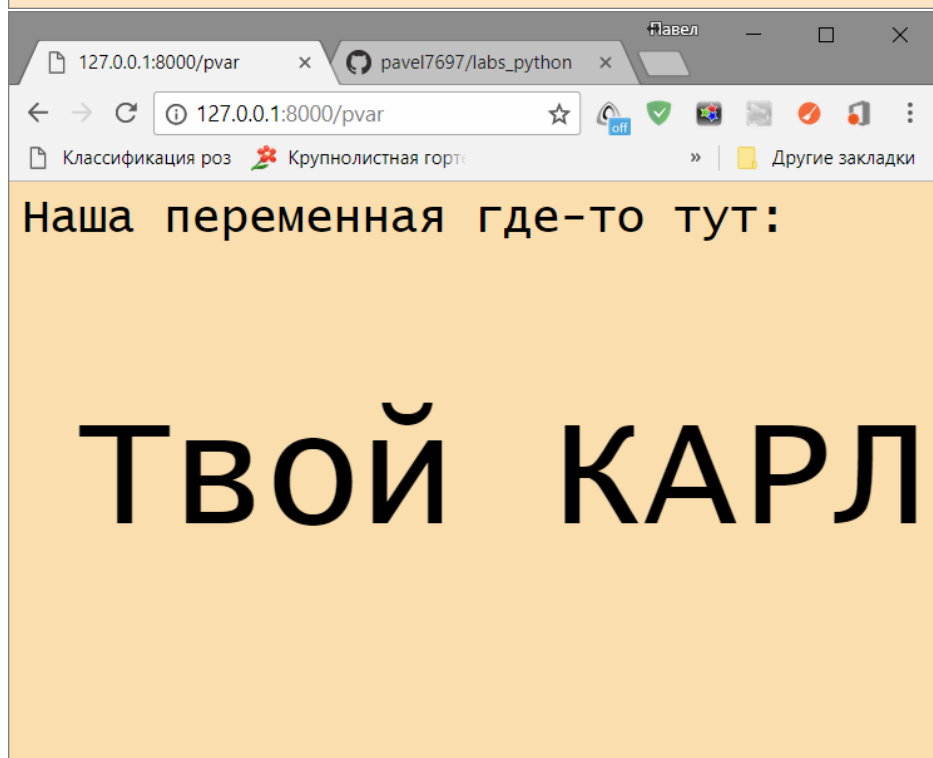 Павел
127.0.0.1:8000/pvar
pavel7697/labs_python
127.0.0.1:8000/pvar
off
Классификация роз
Крупнолистная горте
»
Другие закладки
Наша переменная где-то тут:
Твой КАРЛ